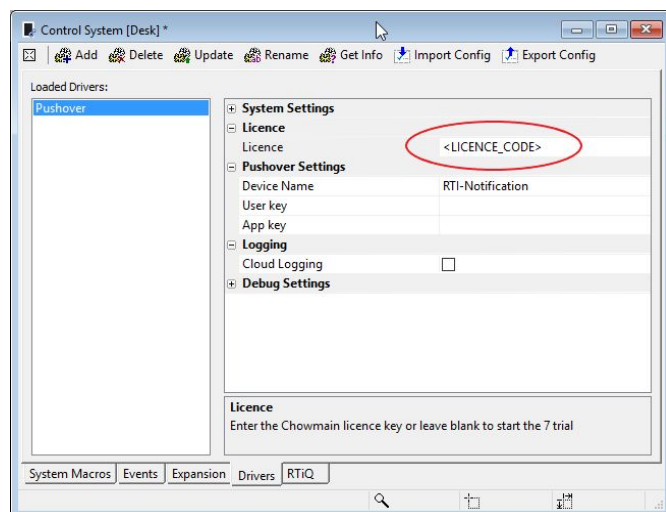 Control System [Desk] *
Add Delete Update Rename Get Info Import Config Export Config
Loaded Drivers:
Pushover
System Settings
Licence
Licence <LICENCE_CODE>
Pushover Settings
Device Name RTI-Notification
User key
App key
Logging
Cloud Logging
Debug Settings
Licence
Enter the Chowmain licence key or leave blank to start the 7 trial
System Macros Events Expansion Drivers RTiQ